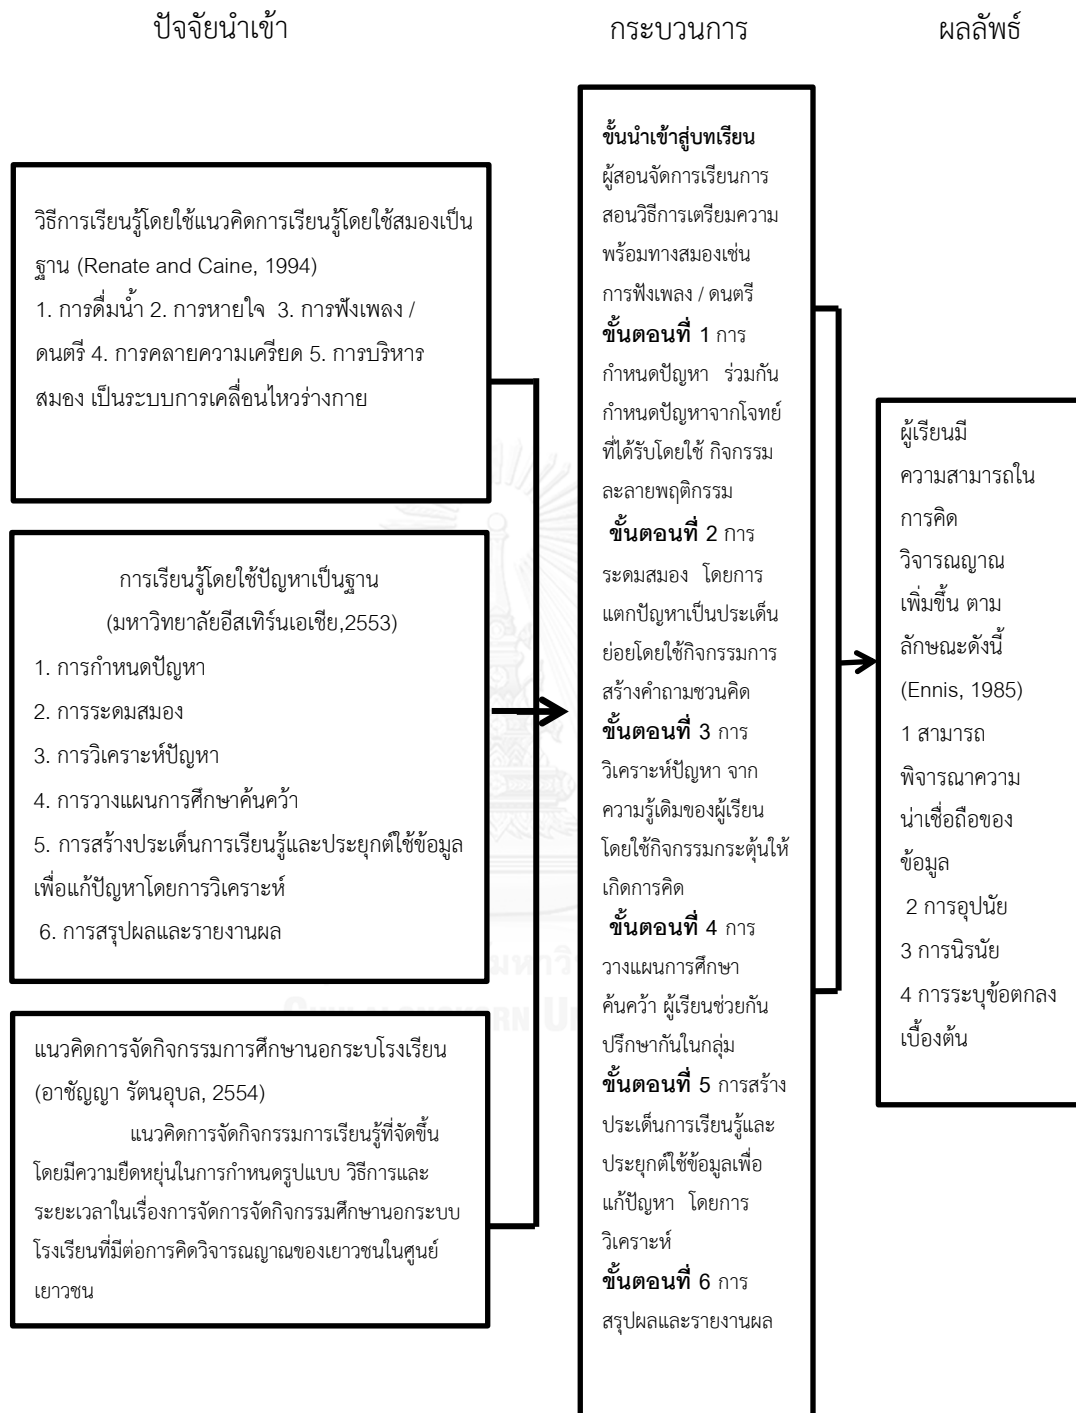 ปัจจัยนำเข้า
กระบวนการ
ผลลัพธ์
วิธีการเรียนรู้โดยใช้แนวคิดการเรียนรู้โดยใช้สมองเป็น
ฐาน (Renate and Caine, 1994)
1. การดื่มน้ำ 2. การหายใจ 3. การฟังเพลง /
ดนตรี 4. การคลายความเครียด 5. การบริหาร
สมอง เป็นระบบการเคลื่อนไหวร่างกาย
การเรียนรู้โดยใช้ปัญหาเป็นฐาน
(มหาวิทยาลัยอีสเทิร์นเอเชีย,2553)
1. การกำหนดปัญหา
2. การระดมสมอง
3. การวิเคราะห์ปัญหา
4. การวางแผนการศึกษาค้นคว้า
5. การสร้างประเด็นการเรียนรู้และประยุกต์ใช้ข้อมูล
เพื่อแก้ปัญหาโดยการวิเคราะห์
6. การสรุปผลและรายงานผล
แนวคิดการจัดกิจกรรมการศึกษานอกระบโรงเรียน
(อาชัญญา รัตนอุบล, 2554)
แนวคิดการจัดกิจกรรมการเรียนรู้ที่จัดขึ้น
โดยมีความยืดหยุ่นในการกำหนดรูปแบบ วิธีการและ
ระยะเวลาในเรื่องการจัดการจัดกิจกรรมศึกษานอกระบบ
โรงเรียนที่มีต่อการคิดวิจารณญาณของเยาวชนในศูนย์
เยาวชน
ขั้นนำเข้าสู่บทเรียน
ผู้สอนจัดการเรียนการ
สอนวิธีการเตรียมความ
พร้อมทางสมองเช่น
การฟังเพลง / ดนตรี
ขั้นตอนที่ 1 การ
กำหนดปัญหา ร่วมกัน
กำหนดปัญหาจากโจทย์
ที่ได้รับโดยใช้ กิจกรรม
ละลายพฤติกรรม
ขั้นตอนที่ 2 การ
ระดมสมอง โดยการ
แตกปัญหาเป็นประเด็น
ย่อยโดยใช้กิจกรรมการ
สร้างคำถามชวนคิด
ขั้นตอนที่ 3 การ
วิเคราะห์ปัญหา จาก
ความรู้เดิมของผู้เรียน
โดยใช้กิจกรรมกระตุ้นให้
เกิดการคิด
ขั้นตอนที่ 4 การ
วางแผนการศึกษา
ค้นคว้า ผู้เรียนช่วยกัน
ปรึกษากันในกลุ่ม
ขั้นตอนที่ 5 การสร้าง
ประเด็นการเรียนรู้และ
ประยุกต์ใช้ข้อมูลเพื่อ
แก้ปัญหา โดยการ
วิเคราะห์
ขั้นตอนที่ 6 การ
สรุปผลและรายงานผล
ผู้เรียนมี
ความสามารถใน
การคิด
วิจารณญาณ
เพิ่มขึ้น ตาม
ลักษณะดังนี้
(Ennis, 1985)
1 สามารถ
พิจารณาความ
น่าเชื่อถือของ
ข้อมูล
2 การอุปนัย
3 การนิรนัย
4 การระบุข้อตกลง
เบื้องต้น